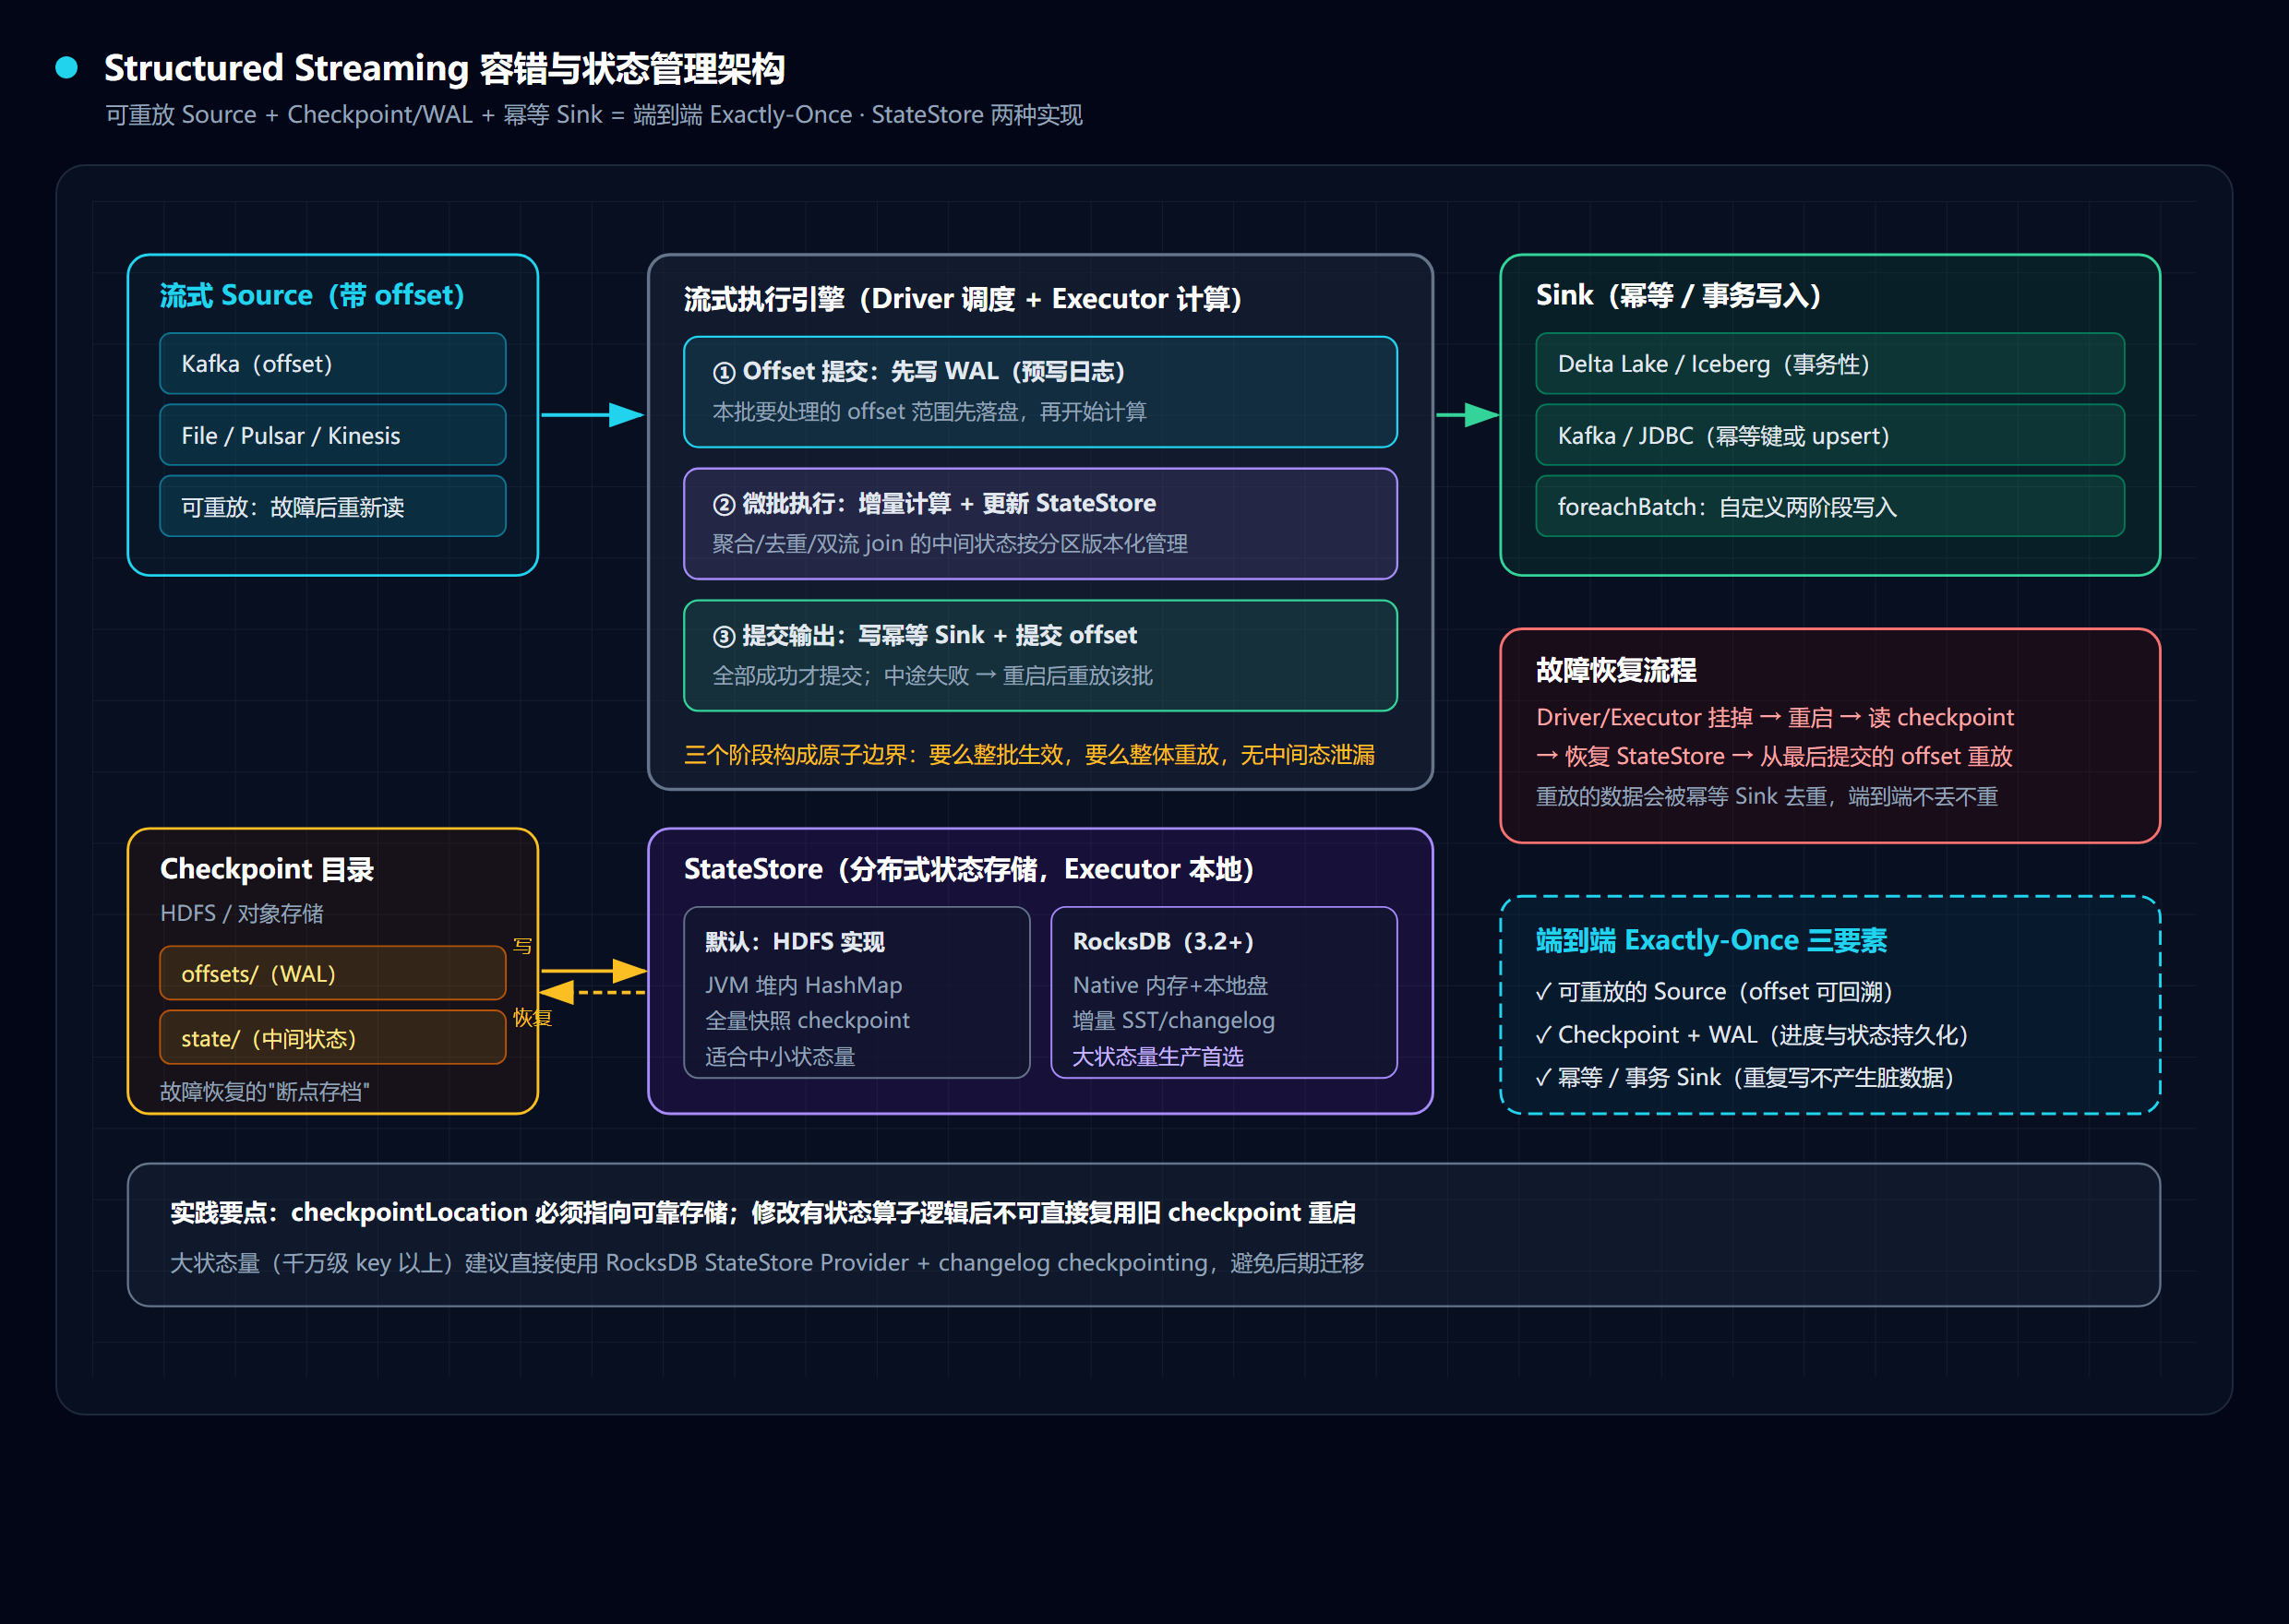 Structured Streaming 容错与状态管理架构
可重放 Source + Checkpoint/WAL + 幂等 Sink = 端到端 Exactly-Once · StateStore 两种实现
流式 Source（带 offset）
Kafka（offset）
File / Pulsar / Kinesis
可重放：故障后重新读
流式执行引擎（Driver 调度 + Executor 计算）
① Offset 提交：先写 WAL（预写日志）
本批要处理的 offset 范围先落盘，再开始计算
② 微批执行：增量计算 + 更新 StateStore
聚合/去重/双流 join 的中间状态按分区版本化管理
③ 提交输出：写幂等 Sink + 提交 offset
全部成功才提交；中途失败 → 重启后重放该批
三个阶段构成原子边界：要么整批生效，要么整体重放，无中间态泄漏
Sink（幂等 / 事务写入）
Delta Lake / Iceberg（事务性）
Kafka / JDBC（幂等键或 upsert）
foreachBatch：自定义两阶段写入
故障恢复流程
Driver/Executor 挂掉 → 重启 → 读 checkpoint
→ 恢复 StateStore → 从最后提交的 offset 重放
重放的数据会被幂等 Sink 去重，端到端不丢不重
Checkpoint 目录
HDFS / 对象存储
offsets/（WAL）
state/（中间状态）
故障恢复的"断点存档"
写
恢复
StateStore（分布式状态存储，Executor 本地）
默认：HDFS 实现
JVM 堆内 HashMap
全量快照 checkpoint
适合中小状态量
RocksDB（3.2+）
Native 内存+本地盘
增量 SST/changelog
大状态量生产首选
端到端 Exactly-Once 三要素
✓ 可重放的 Source（offset 可回溯）
✓ Checkpoint + WAL（进度与状态持久化）
✓ 幂等 / 事务 Sink（重复写不产生脏数据）
实践要点：checkpointLocation 必须指向可靠存储；修改有状态算子逻辑后不可直接复用旧 checkpoint 重启
大状态量（千万级 key 以上）建议直接使用 RocksDB StateStore Provider + changelog checkpointing，避免后期迁移